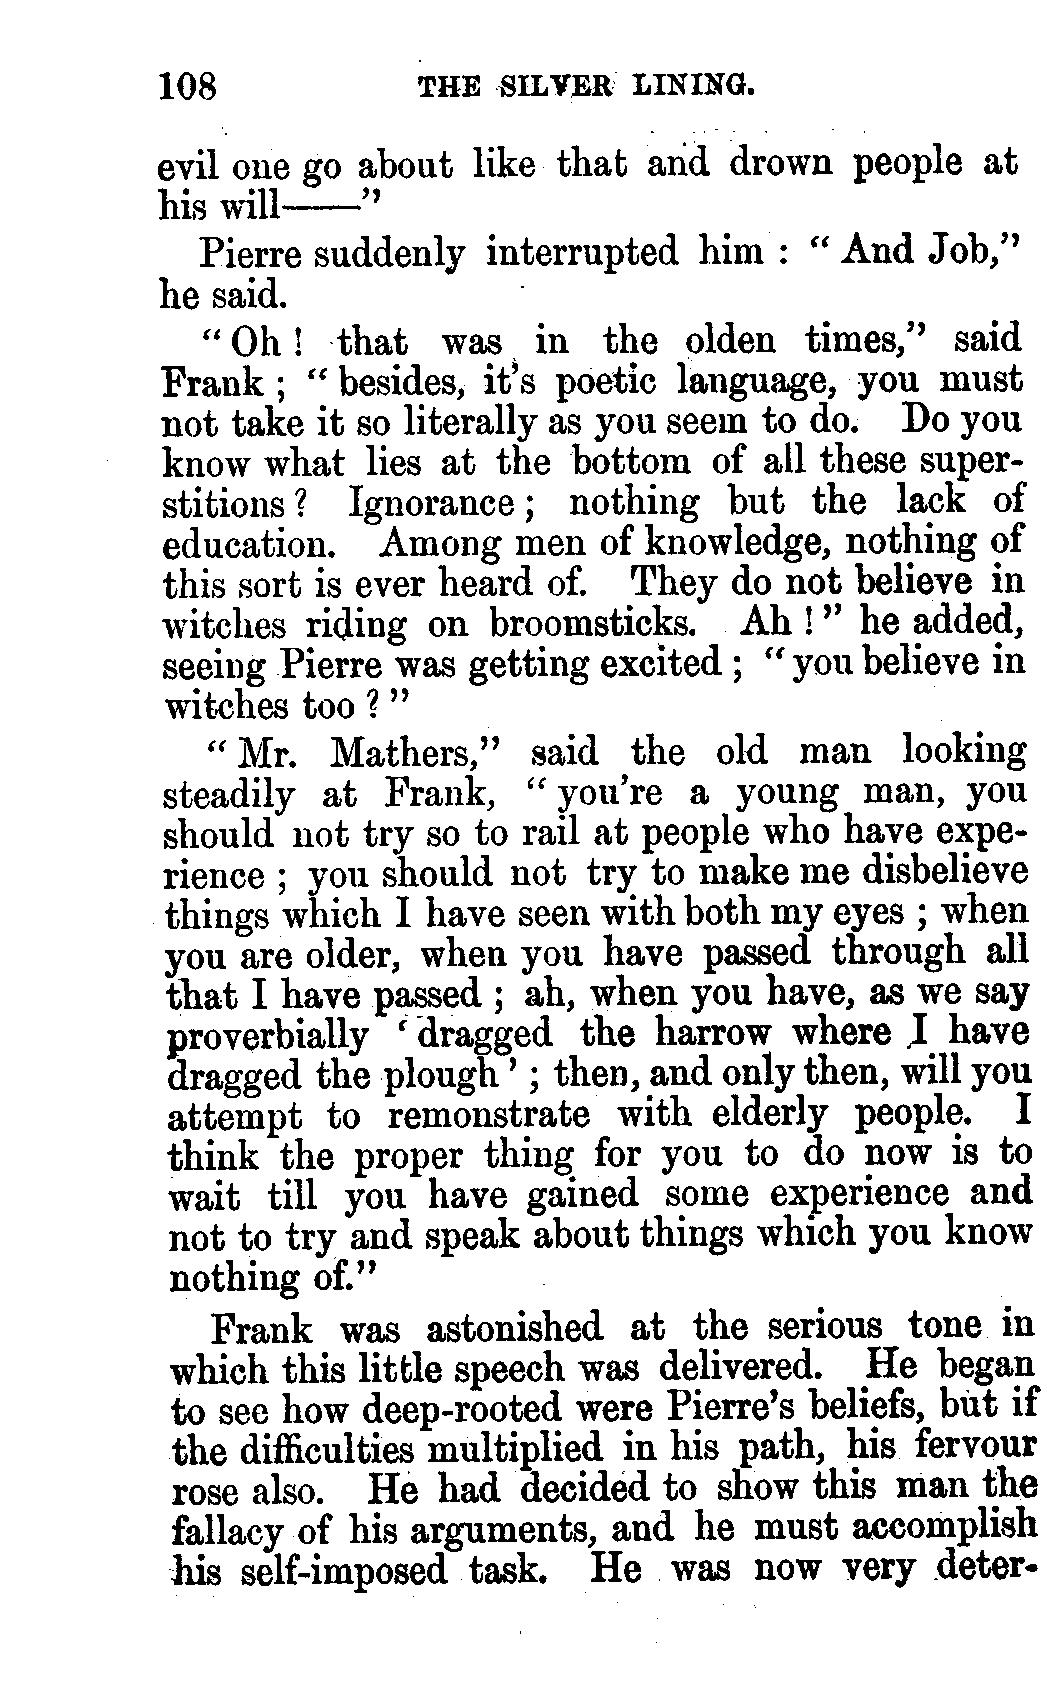 108 THE SILVER LINING.
evil one go about like that and drown people at
his will——"
Pierre suddenly interrupted him : " And Job,"
he said.
" Oh ! that was in the olden times," said
Frank ; " besides, it's poetic language, you must
not take it so literally as you seem to do. Do you
know what lies at the bottom of all these super-
stitions ? Ignorance ; nothing but the lack of
education. Among men of knowledge, nothing of
this sort is ever heard of. They do not believe in
witches riding on broomsticks. Ah ! " he added,
seeing Pierre was getting excited ; " you believe in
witches too ? "
" Mr. Mathers," said the old man looking
steadily at Frank, " you're a young man, you
should not try so to rail at people who have expe-
rience ; you should not try to make me disbelieve
things which I have seen with both my eyes ; when
you are older, when you have passed through all
that I have passed ; ah, when you have, as we say
proverbially ' dragged the harrow where I have
dragged the plough ' ; then, and only then, will you
attempt to remonstrate with elderly people. I
think the proper thing for you to do now is to
wait till you have gained some experience and
not to try and speak about things which you know
nothing of."
Frank was astonished at the serious tone in
which this little speech was delivered. He began
to see how deep-rooted were Pierre's beliefs, but if
the difficulties multiplied in his path, his fervour
rose also. He had decided to show this man the
fallacy of his arguments, and he must accomplish
his self-imposed task. He was now very deter-